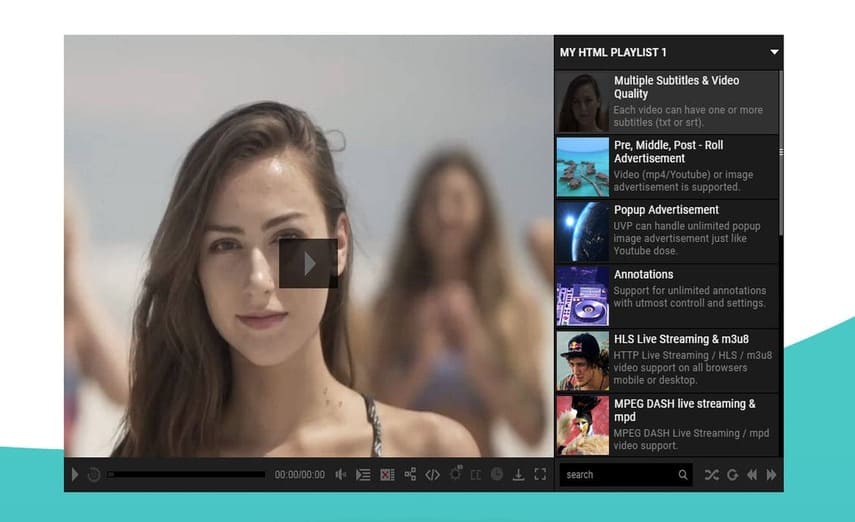 MY HTML PLAYLIST 1
Multiple Subtitles & Video
Quality
Each video can have one or more
subtitles (txt or srt).
Pre, Middle, Post - Roll
Advertisement
Video (mp4/Youtube) or image
advertisement is supported.
Popup Advertisement
UVP can handle unlimited popup
image advertisement just like
Youtube dose.
Annotations
Support for unlimited annotations
with utmost controll and settings.
HLS Live Streaming & m3u8
HTTP Live Streaming / HLS / m3u8
video support on all browsers
mobile or desktop.
MPEG DASH live streaming &
mpd
MPEG DASH Live Streaming / mpd
video support.
00:00/00:00
search